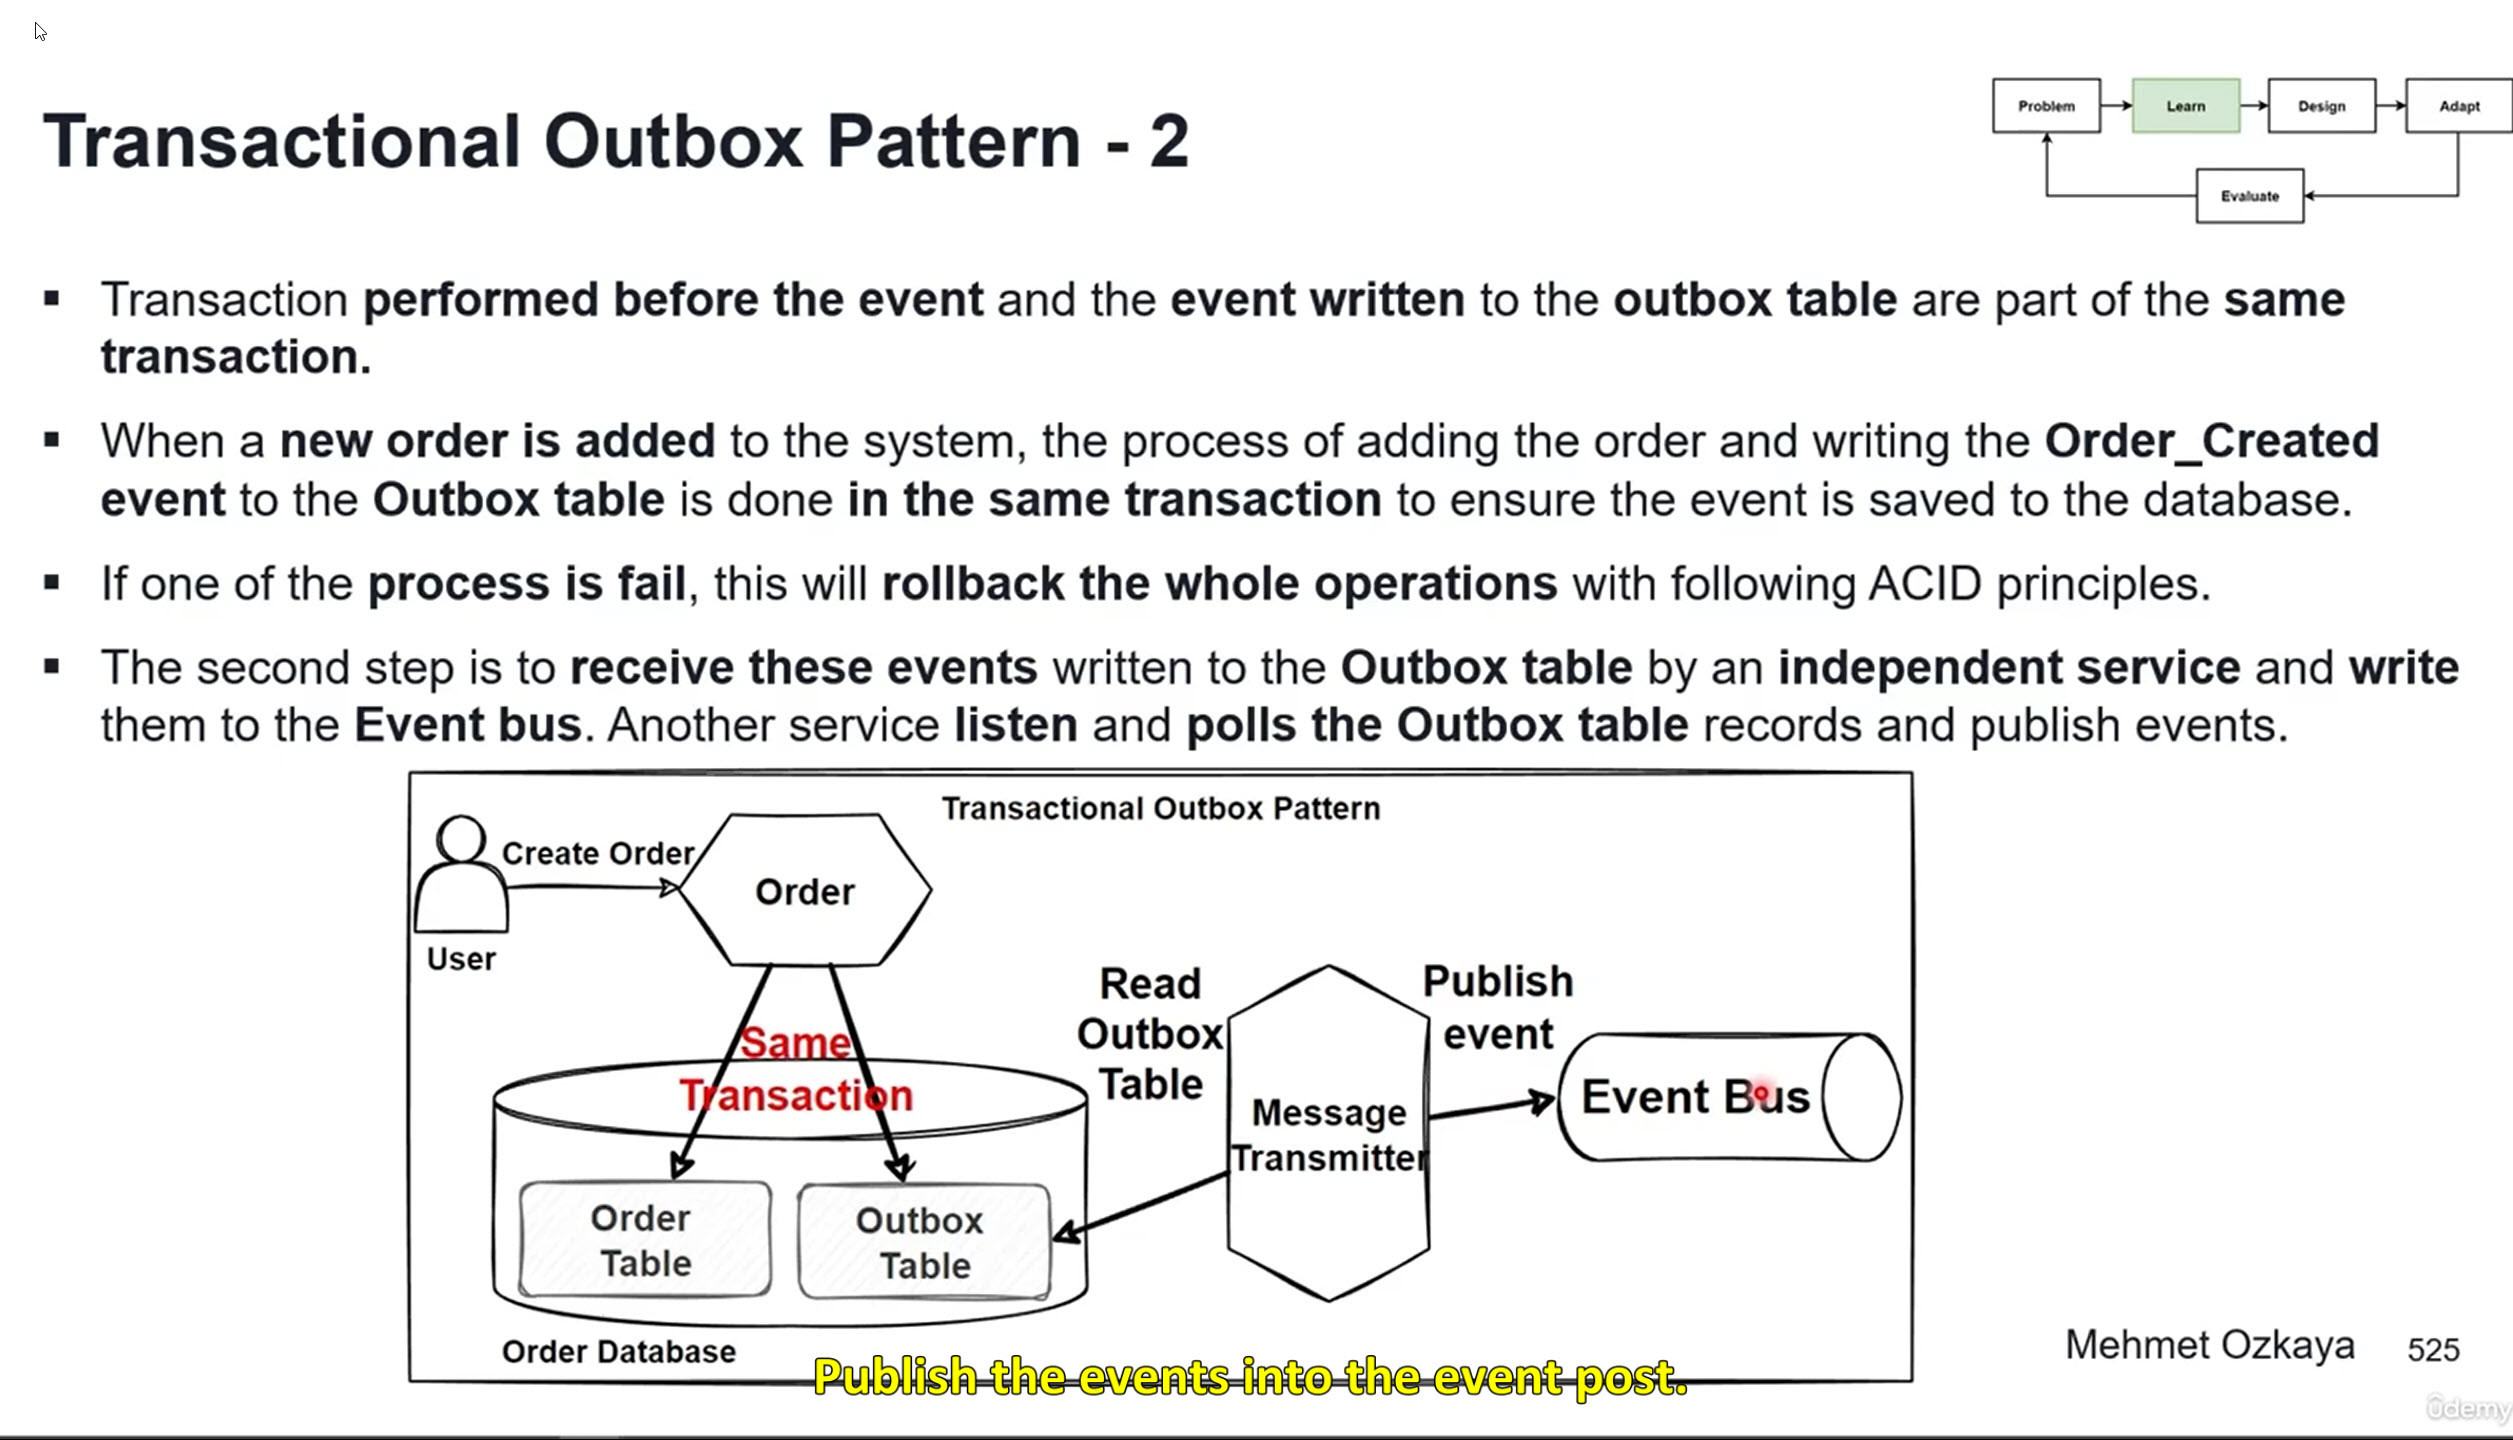 Transactional Outbox Pattern - 2
Problem
Learn
Design
Adapt
Evaluate
▪ Transaction performed before the event and the event written to the outbox table are part of the same
transaction.
▪ When a new order is added to the system, the process of adding the order and writing the Order_Created
event to the Outbox table is done in the same transaction to ensure the event is saved to the database.
▪ If one of the process is fail, this will rollback the whole operations with following ACID principles.
▪ The second step is to receive these events written to the Outbox table by an independent service and write
them to the Event bus. Another service listen and polls the Outbox table records and publish events.
Transactional Outbox Pattern
Create Order
Order
User
Same
Transaction
Read
Outbox
Table
Publish
event
Message
Transmitter
Event Bus
Order
Table
Outbox
Table
Order Database
Mehmet Ozkaya
525
Publish the events into the event post.
ûdemy